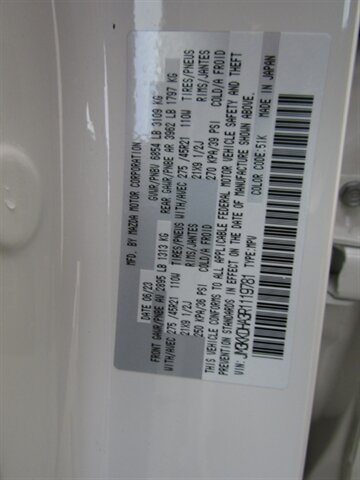 MFD. BY MAZDA MOTOR CORPORATION
DATE 06/23 GVWR/PNBV 6854 LB 3109 KG
FRONT GAWR/PNBE AV 2895 LB 1313 KG REAR GAWR/PNBE AR 3962 LB 1797 KG
WITH/AVEC 275 /45R21 110W TIRES/PNEUS WITH/AVEC 275 /45R21 110W TIRES/PNEUS
21X9 1/2J RIMS/JANTES 21X9 1/2J RIMS/JANTES
250 KPA/36 PSI COLD/A FROID 270 KPA/39 PSI COLD/A FROID
THIS VEHICLE CONFORMS TO ALL APPLICABLE FEDERAL MOTOR VEHICLE SAFETY AND THEFT
PREVENTION STANDARDS IN EFFECT ON THE DATE OF MANUFACTURE SHOWN ABOVE.
COLOR CODE:51K MADE IN JAPAN
VIN:JM3KKDHA3R1119781 TYPE:MPV